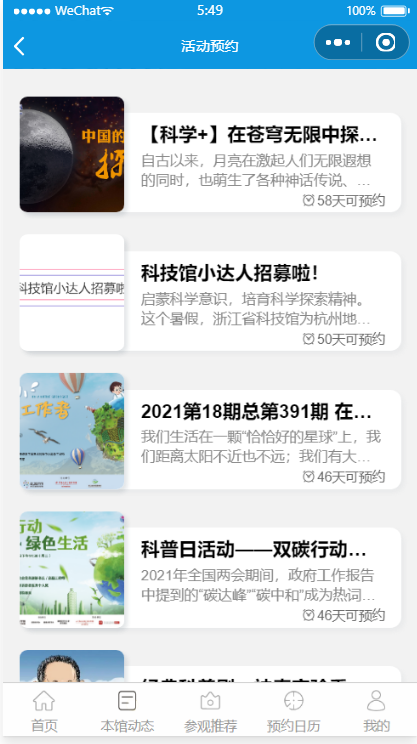 WeChat
5:49
100%
活动预约
中国的
探
【科学+】在苍穹无限中探...
自古以来，月亮在激起人们无限遐想
的同时，也萌生了各种神话传说、...
58天可预约
科技馆小达人招募啦
科技馆小达人招募啦！
启蒙科学意识，培育科学探索精神。
这个暑假，浙江省科技馆为杭州地...
50天可预约
工作者
2021第18期总第391期 在...
我们生活在一颗“恰恰好的星球”上，我
们距离太阳不近也不远；我们有大...
46天可预约
行动
绿色生活
科普日活动——双碳行动...
2021年全国两会期间，政府工作报告
中提到的“碳达峰”“碳中和”成为热词...
46天可预约
首页
本馆动态
参观推荐
预约日历
我的